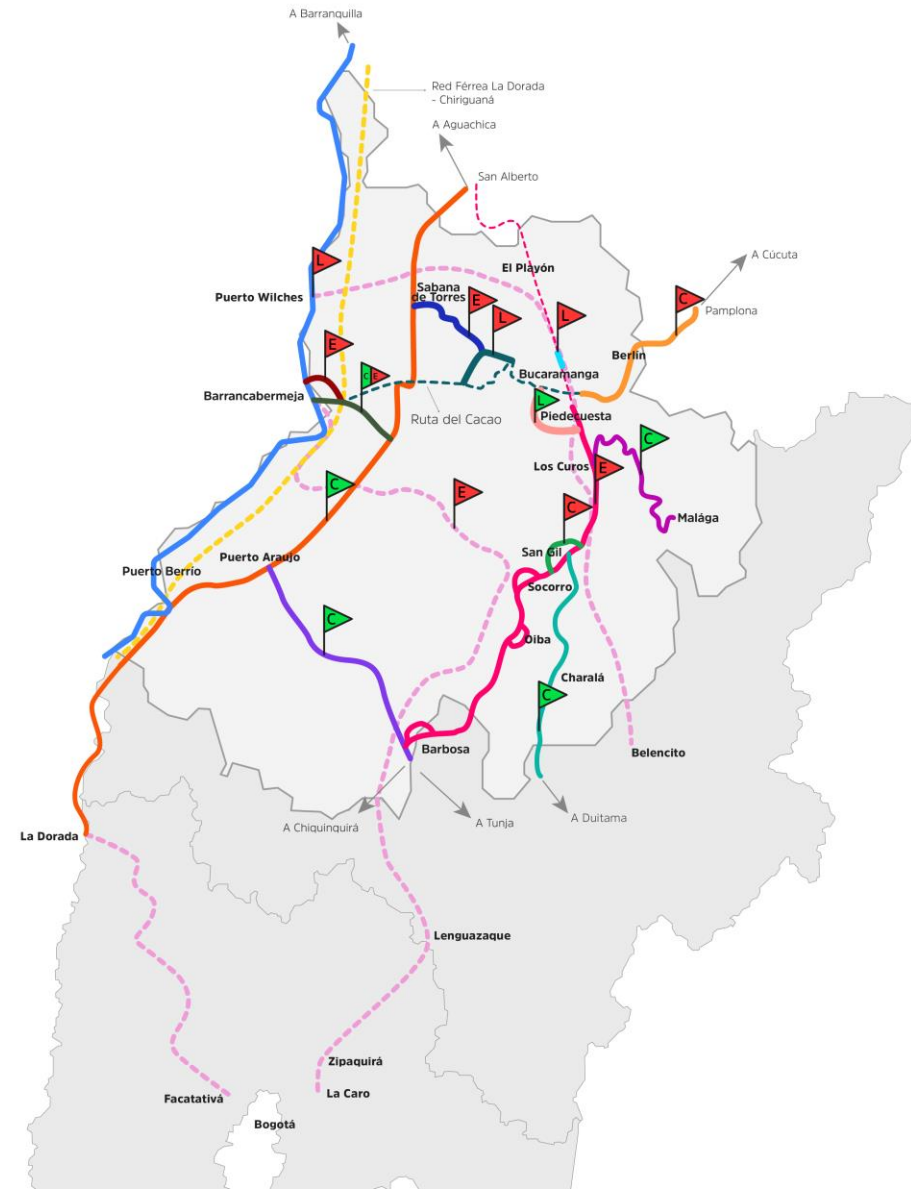 A Barranquilla
Red Férrea La Dorada
- Chiriguaná
A Aguachica
San Alberto
A Cúcuta
L
El Playón
Puerto Wilches
Sabana
de Torres
E
L
L
C
Pamplona
Berlín
E
C
E
Bucaramanga
Barrancabermeja
L
Ruta del Cacao
Piedecuesta
C
Los Curos
E
C
E
C
Malága
San Gil
Puerto Araujo
Puerto Berrío
Socorro
C
Oiba
Charalá
C
Barbosa
Belencito
A Chiquinquirá
A Tunja
A Duitama
La Dorada
Lenguazaque
Zipaquirá
La Caro
Facatativá
Bogotá